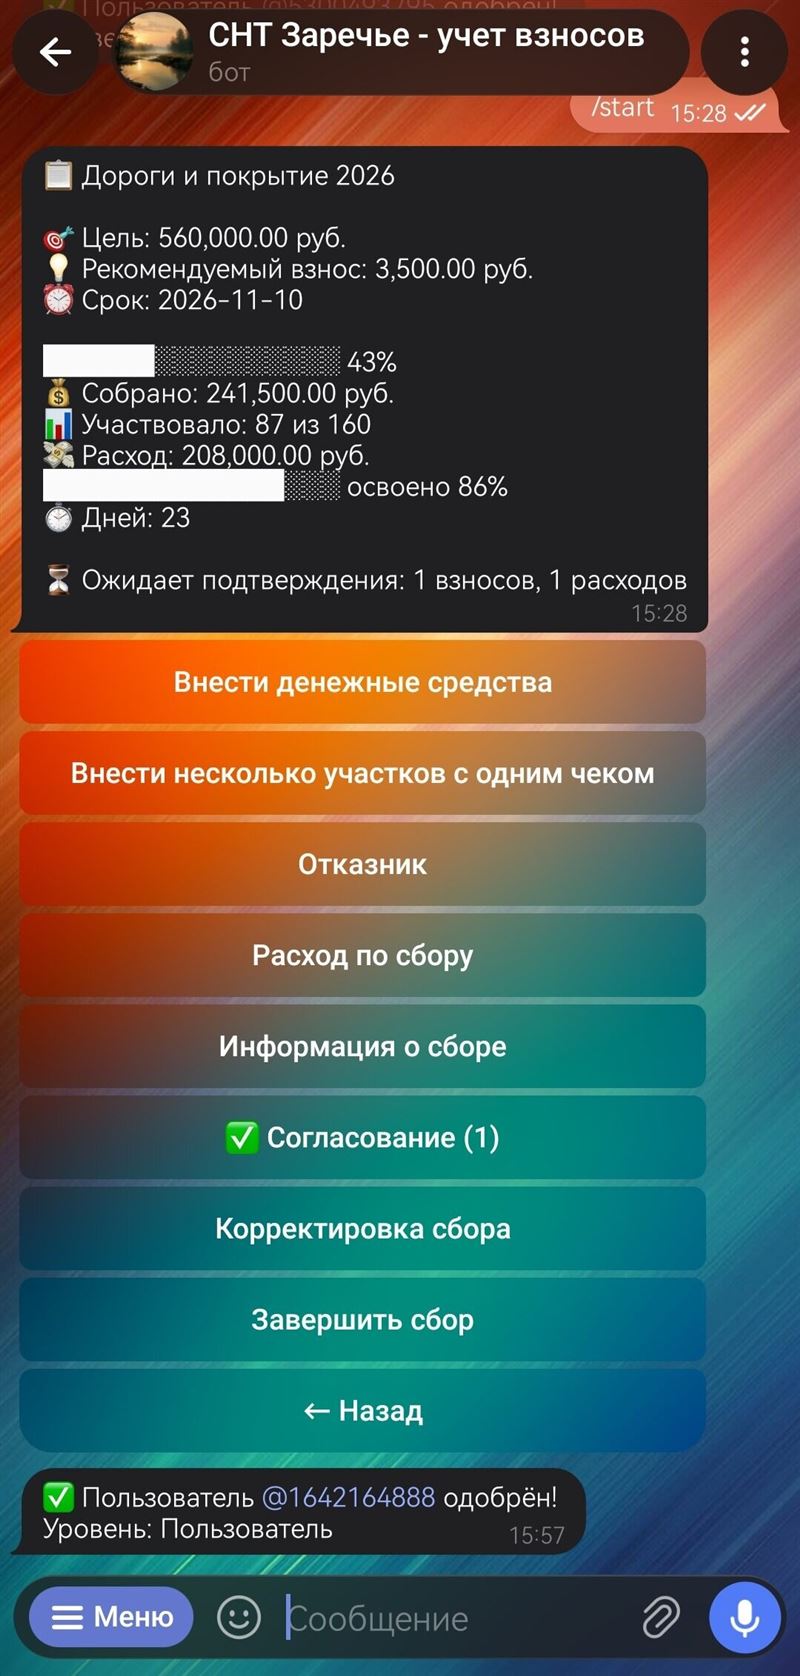 СНТ Заречье - учет взносов
бот
/start 15:28
Дороги и покрытие 2026
Цель: 560,000.00 руб.
Рекомендуемый взнос: 3,500.00 руб.
Срок: 2026-11-10
43%
Собрано: 241,500.00 руб.
Участвовало: 87 из 160
Расход: 208,000.00 руб.
освоено 86%
Дней: 23
Ожидает подтверждения: 1 взносов, 1 расходов
15:28
Внести денежные средства
Внести несколько участков с одним чеком
Отказник
Расход по сбору
Информация о сборе
✅ Согласование (1)
Корректировка сбора
Завершить сбор
← Назад
✅ Пользователь @1642164888 одобрён!
Уровень: Пользователь 15:57
Меню Сообщение